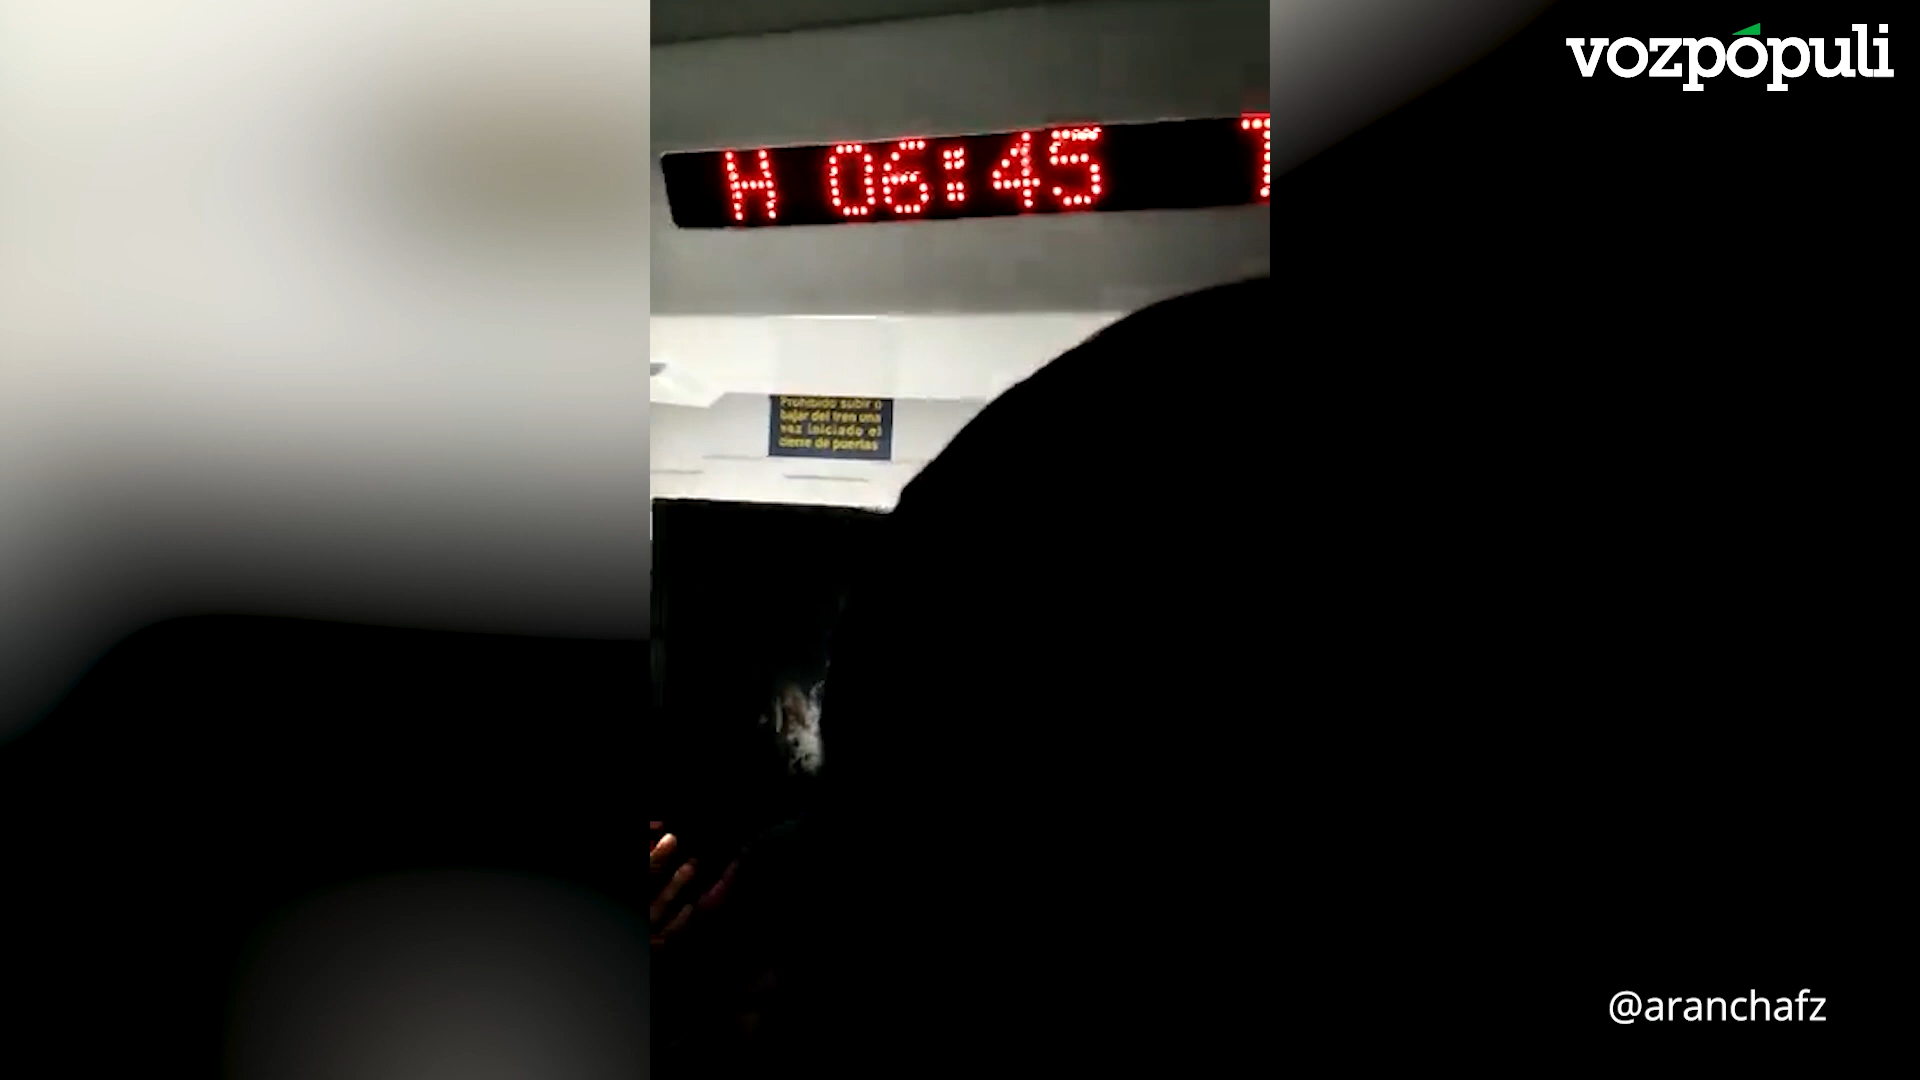 vozpópuli
H 06:45
Prohibido subir o
bajar del tren una
vez iniciado el
cierre de puertas
@aranchafz